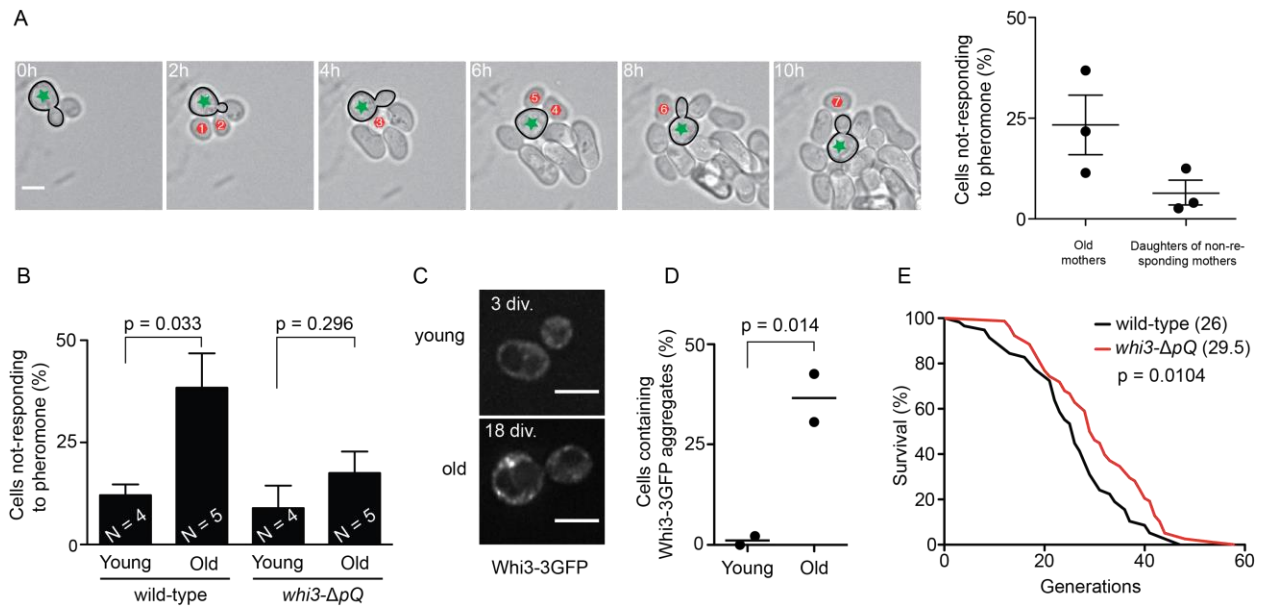 A
0h
2h
4h
6h
8h
10h
1
2
3
5
4
6
7
Cells not-responding
to pheromone (%)
50
25
0
Old
mothers
Daughters of non-re-
sponding mothers
B
Cells not-responding
to pheromone (%)
50
25
0
p = 0.033
p = 0.296
N = 4
N = 5
N = 4
N = 5
Young
Old
Young
Old
wild-type
whi3-ΔpQ
C
young
3 div.
old
18 div.
Whi3-3GFP
D
Cells containing
Whi3-3GFP aggregates (%)
50
25
0
p = 0.014
Young
Old
E
Survival (%)
100
80
60
40
20
0
wild-type (26)
whi3-ΔpQ (29.5)
p = 0.0104
0
20
40
60
Generations